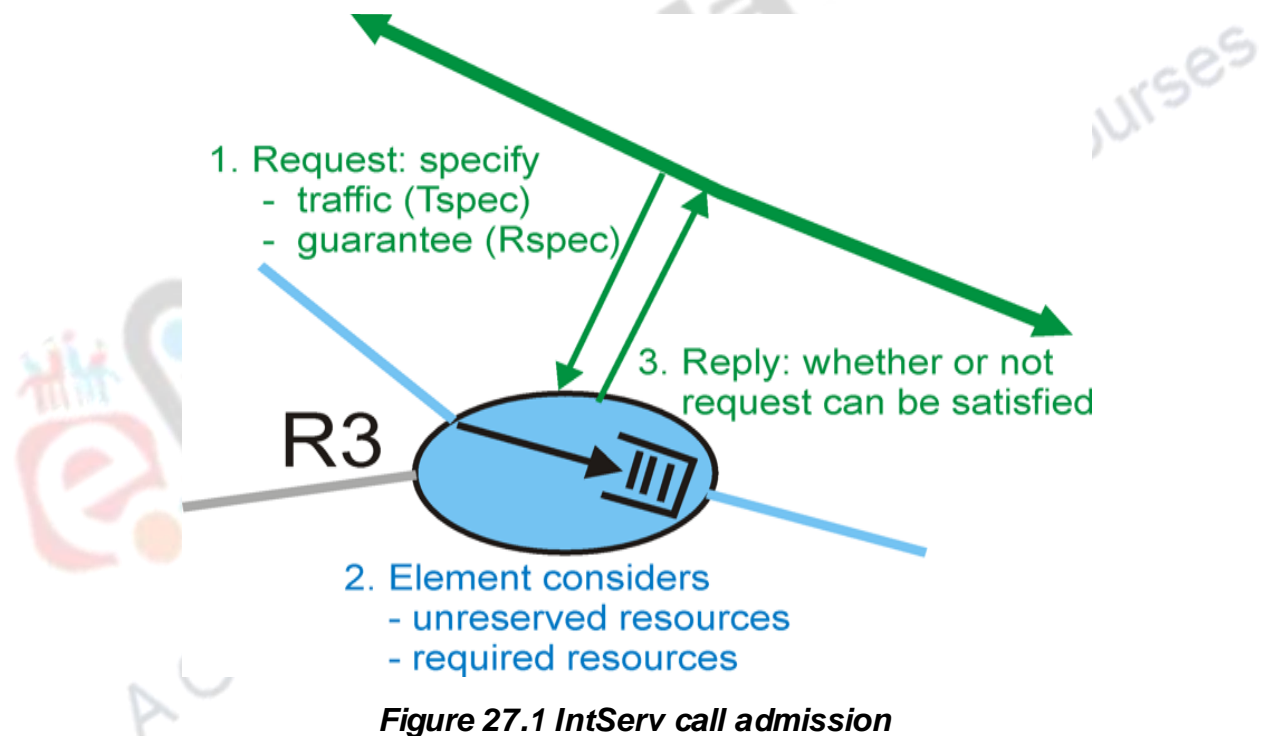 urses
1. Request: specify
- traffic (Tspec)
- guarantee (Rspec)
3. Reply: whether or not
request can be satisfied
R3
2. Element considers
- unreserved resources
- required resources
A
Figure 27.1 IntServ call admission